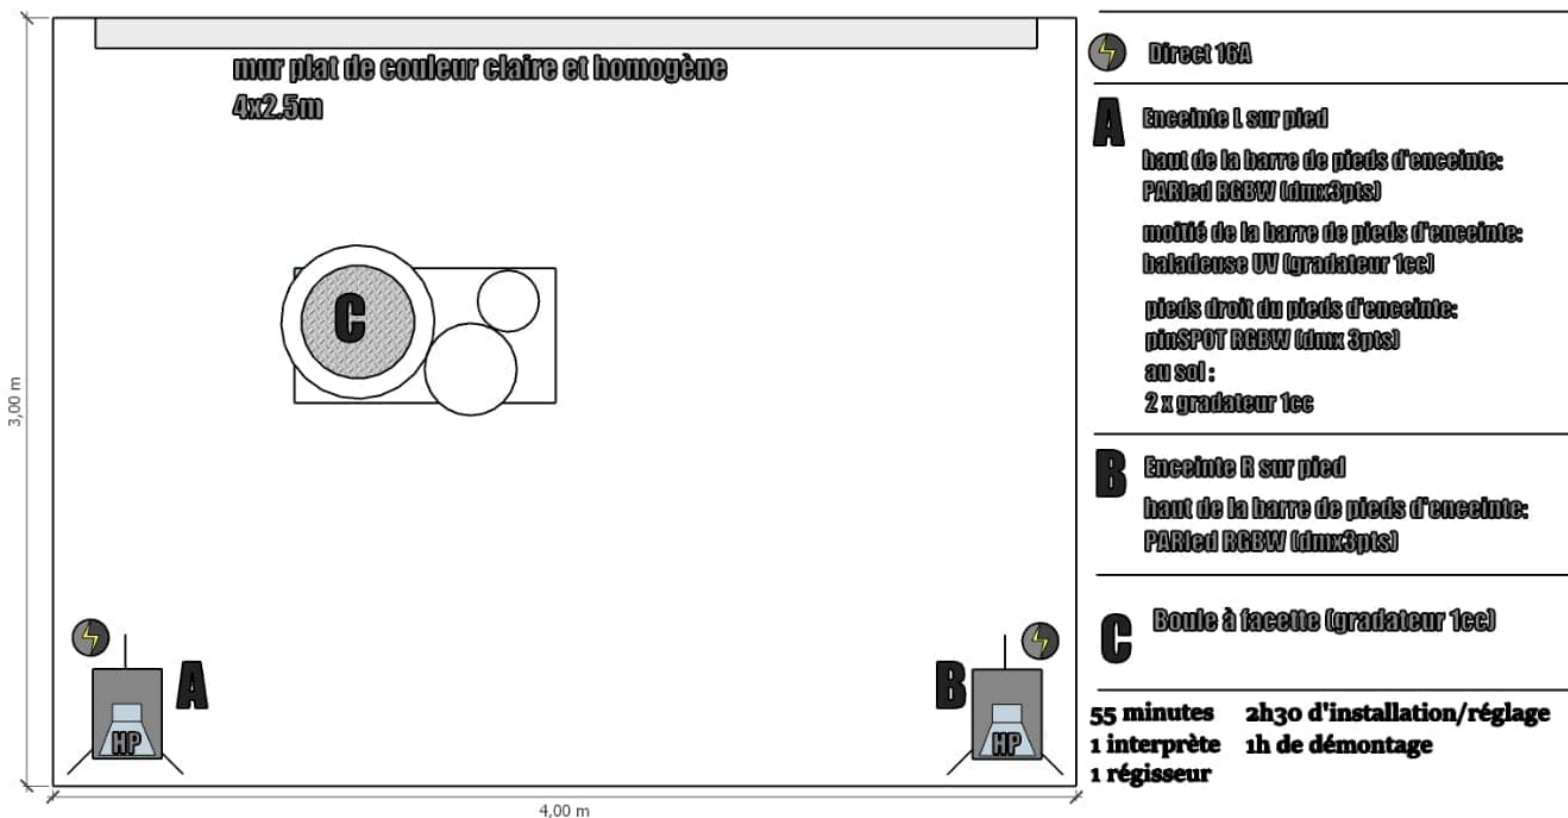 mur plat de couleur claire et homogène
4x2.5m
C
3,00 m
A
HP
B
HP
4,00 m
Direct 16A
A
Enceinte L sur pied
haut de la barre de pieds d'enceinte:
PARled RGBW (dmx3pts)
moitié de la barre de pieds d'enceinte:
baladeuse UV (gradateur 1cc)
pieds droit du pieds d'enceinte:
pinSPOT RGBW (dmx 3pts)
au sol :
2 x gradateur 1cc
B
Enceinte R sur pied
haut de la barre de pieds d'enceinte:
PARled RGBW (dmx3pts)
C
Boule à facette (gradateur 1cc)
55 minutes 2h30 d'installation/réglage
1 interprète 1h de démontage
1 régisseur